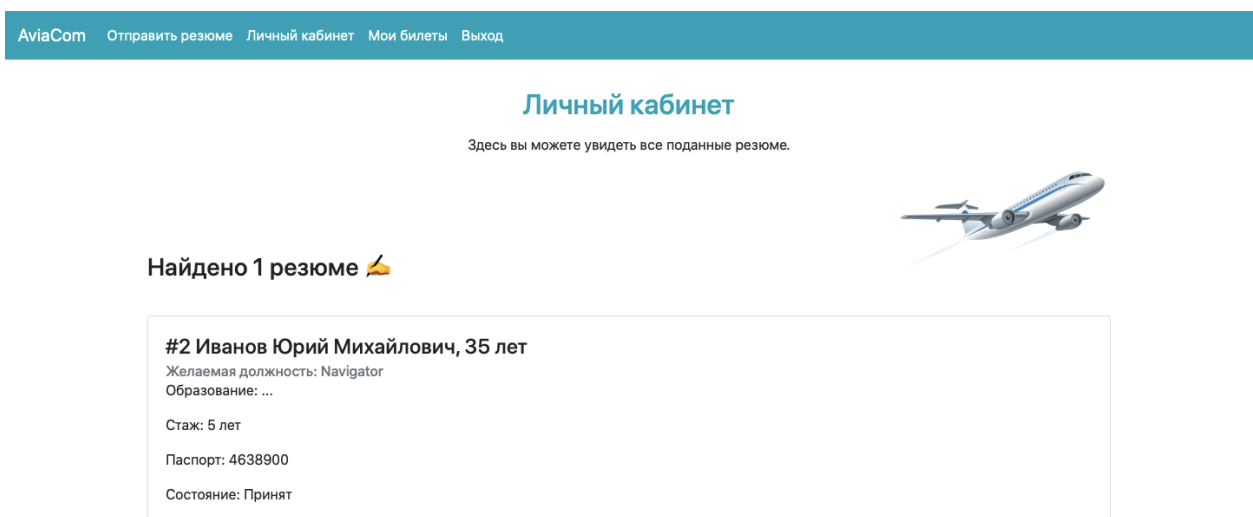 AviaCom Отправить резюме Личный кабинет Мои билеты Выход
Личный кабинет
Здесь вы можете увидеть все поданные резюме.
Найдено 1 резюме ✍️
#2 Иванов Юрий Михайлович, 35 лет
Желаемая должность: Navigator
Образование: ...
Стаж: 5 лет
Паспорт: 4638900
Состояние: Принят